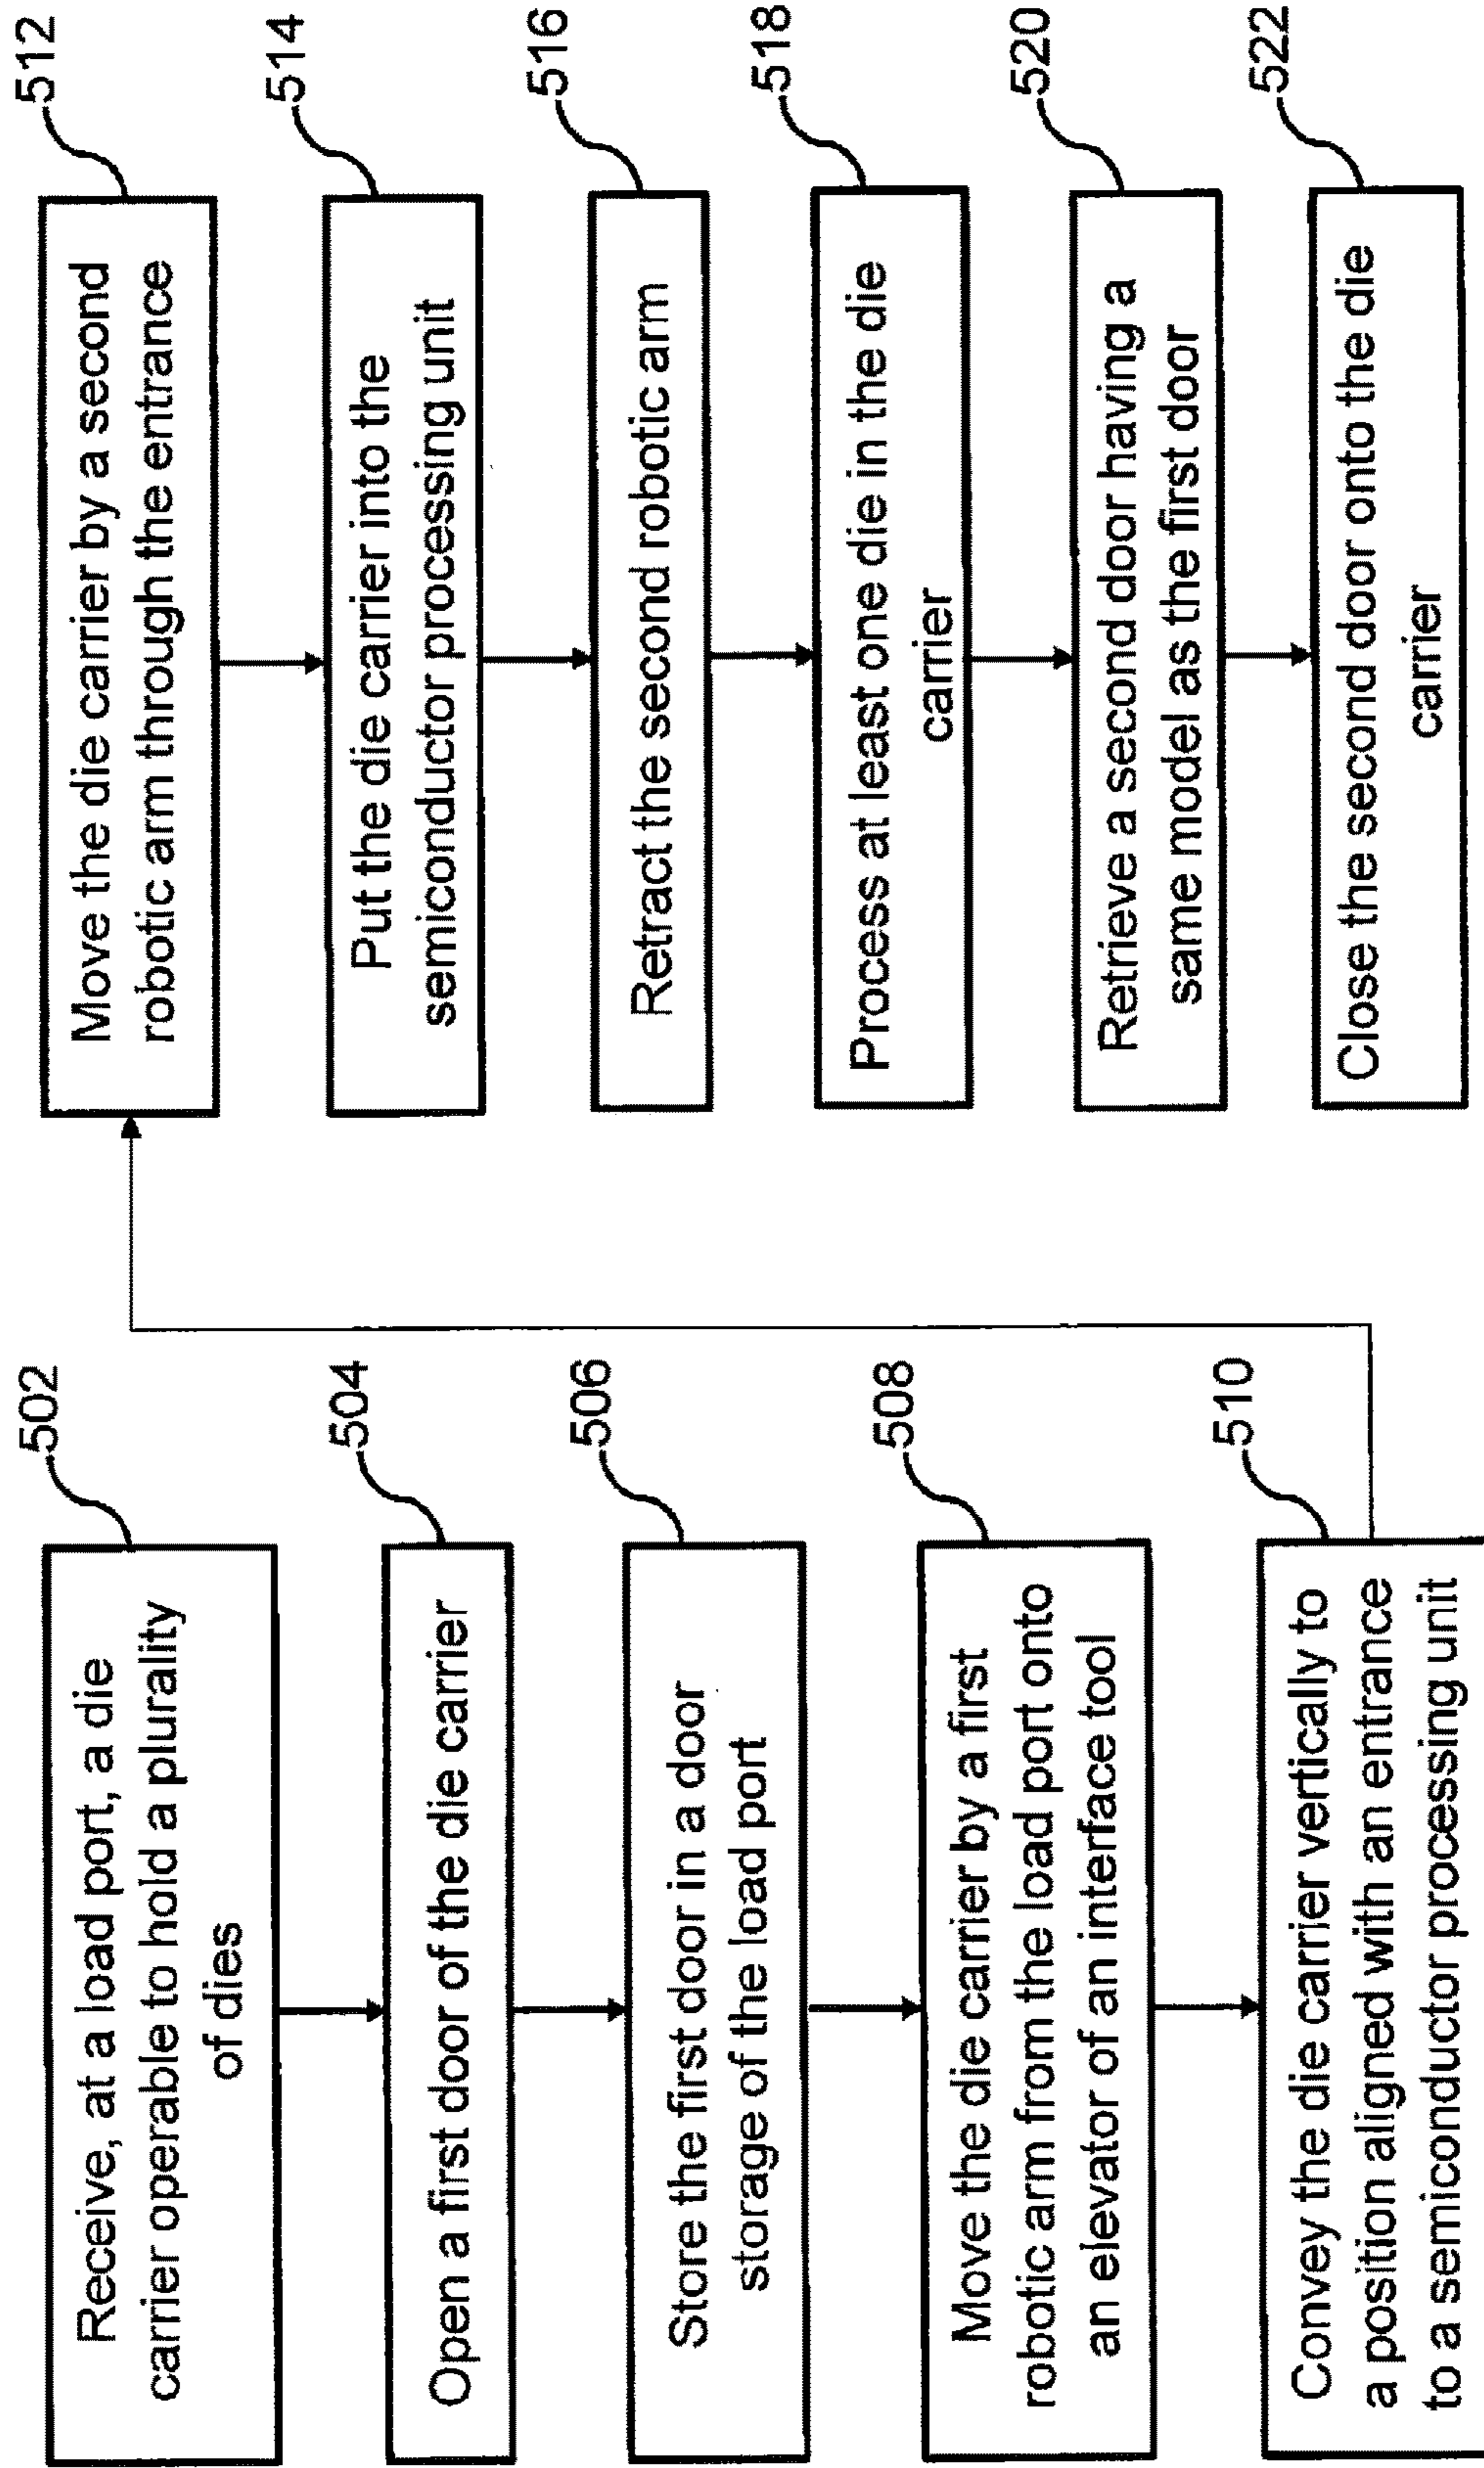 Receive, at a load port, a die
carrier operable to hold a plurality
of dies
502
Open a first door of the die carrier
504
Store the first door in a door
storage of the load port
506
Move the die carrier by a first
robotic arm from the load port onto
an elevator of an interface tool
508
Convey the die carrier vertically to
a position aligned with an entrance
to a semiconductor processing unit
510
Move the die carrier by a second
robotic arm through the entrance
512
Put the die carrier into the
semiconductor processing unit
514
Retract the second robotic arm
516
Process at least one die in the die
carrier
518
Retrieve a second door having a
same model as the first door
520
Close the second door onto the die
carrier
522